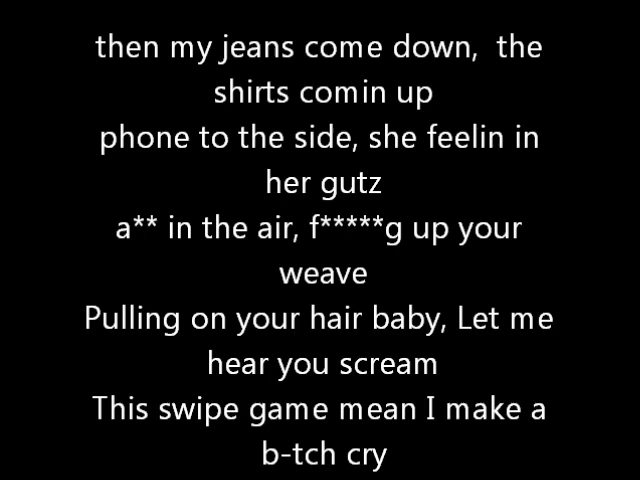 then my jeans come down,  the
shirts comin up
phone to the side, she feelin in
her gutz
a** in the air, f*****g up your
weave
Pulling on your hair baby, Let me
hear you scream
This swipe game mean I make a
b-tch cry